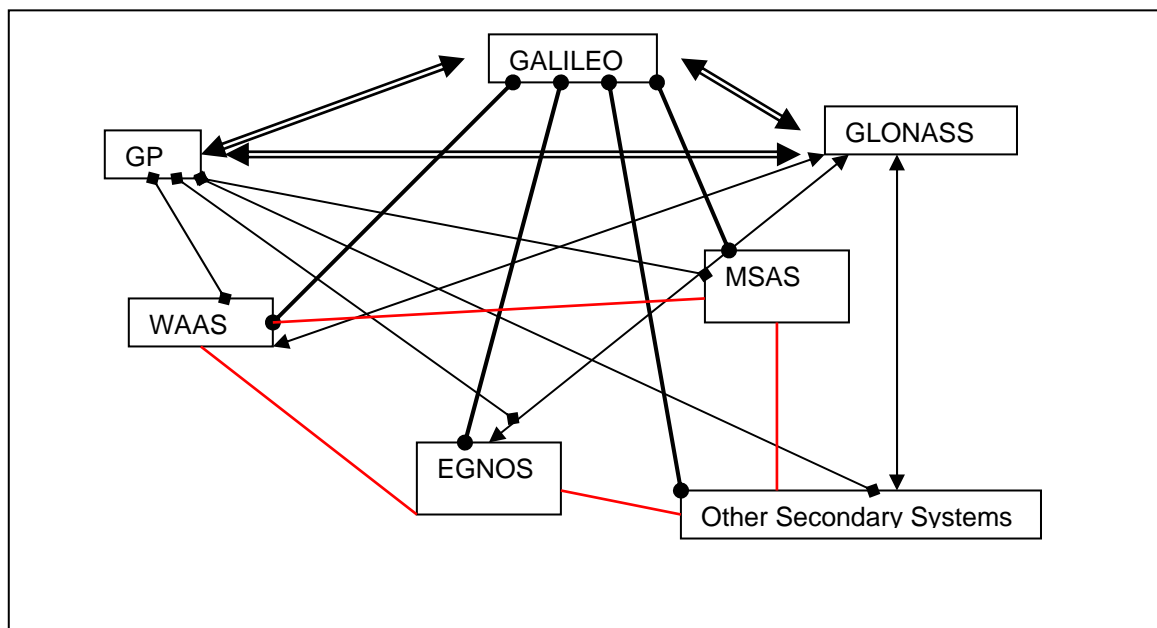 GALILEO
GLONASS
GP
MSAS
WAAS
EGNOS
Other Secondary Systems